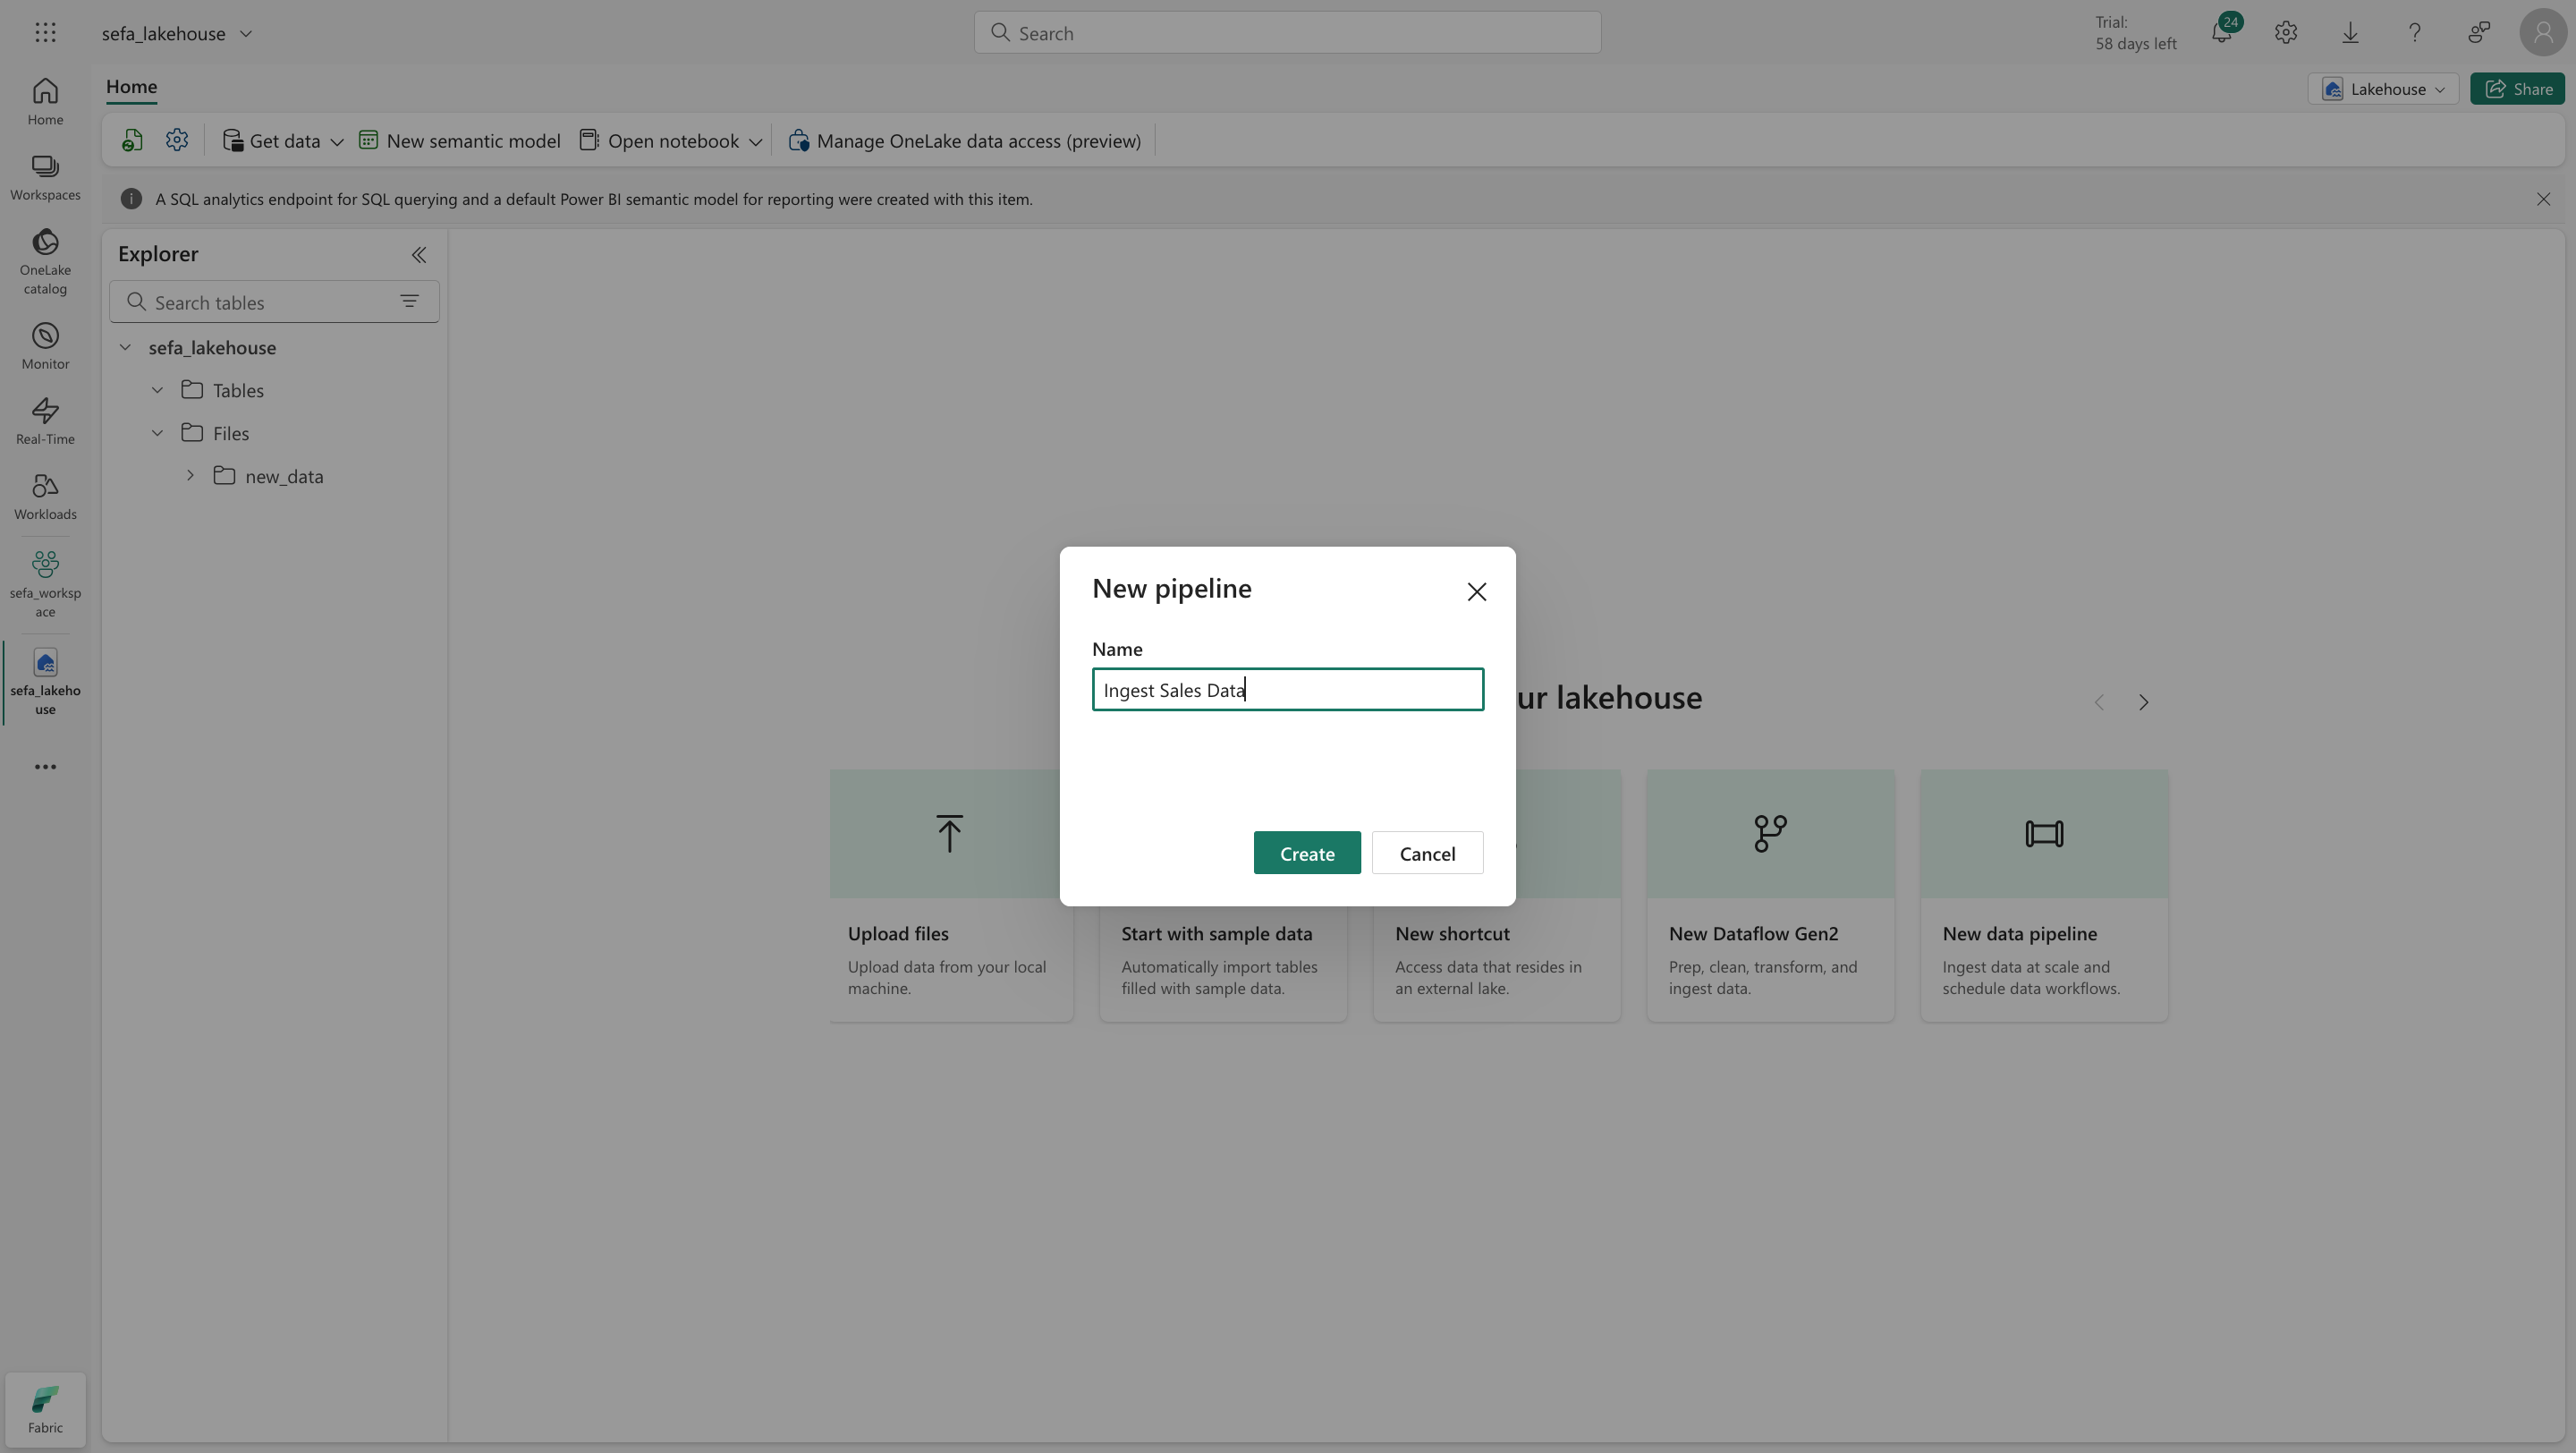 sefa_lakehouse
Search
Trial:
58 days left
24
Home
Lakehouse
Share
Get data
New semantic model
Open notebook
Manage OneLake data access (preview)
A SQL analytics endpoint for SQL querying and a default Power BI semantic model for reporting were created with this item.
Home
Workspaces
OneLake
catalog
Monitor
Real-Time
Workloads
sefa_worksp
ace
sefa_lakeho
use
Fabric
Explorer
Search tables
sefa_lakehouse
Tables
Files
new_data
New pipeline
Name
Ingest Sales Data
Create
Cancel
ur lakehouse
Upload files
Upload data from your local
machine.
Start with sample data
Automatically import tables
filled with sample data.
New shortcut
Access data that resides in
an external lake.
New Dataflow Gen2
Prep, clean, transform, and
ingest data.
New data pipeline
Ingest data at scale and
schedule data workflows.